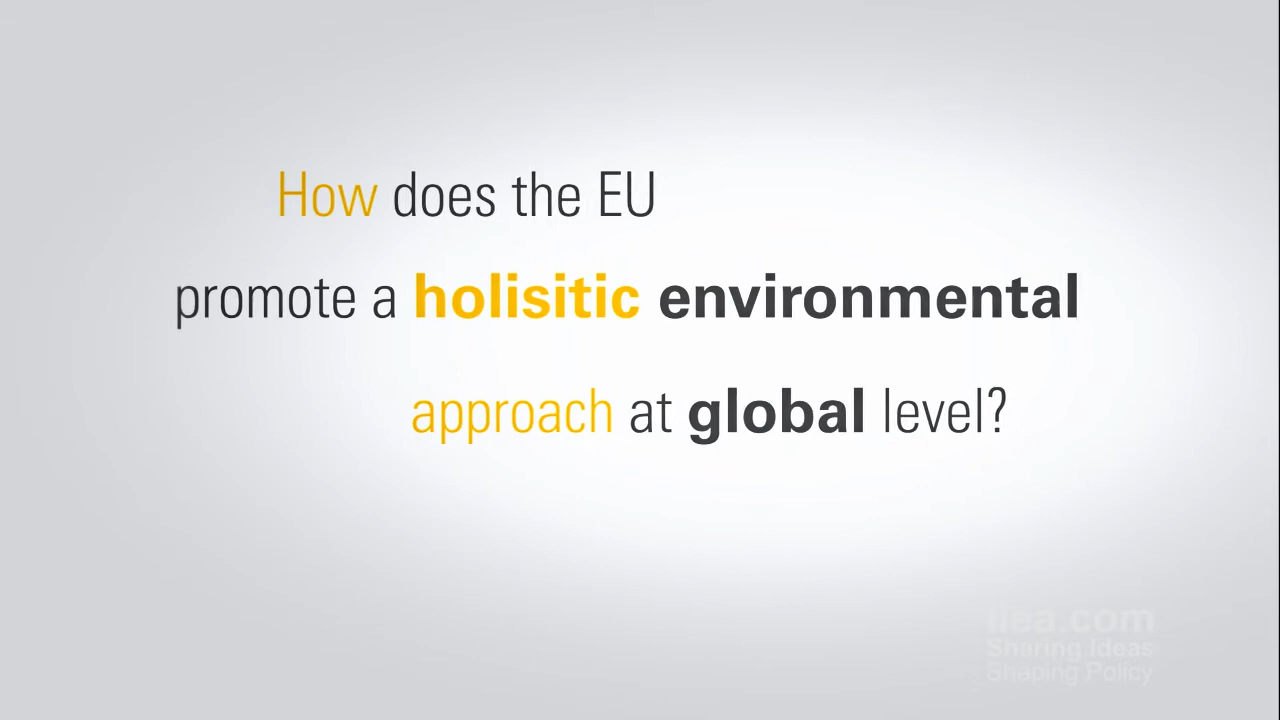 How does the EU
promote a holisitic environmental
approach at global level?
iiea.com
Sharing Ideas
Shaping Policy